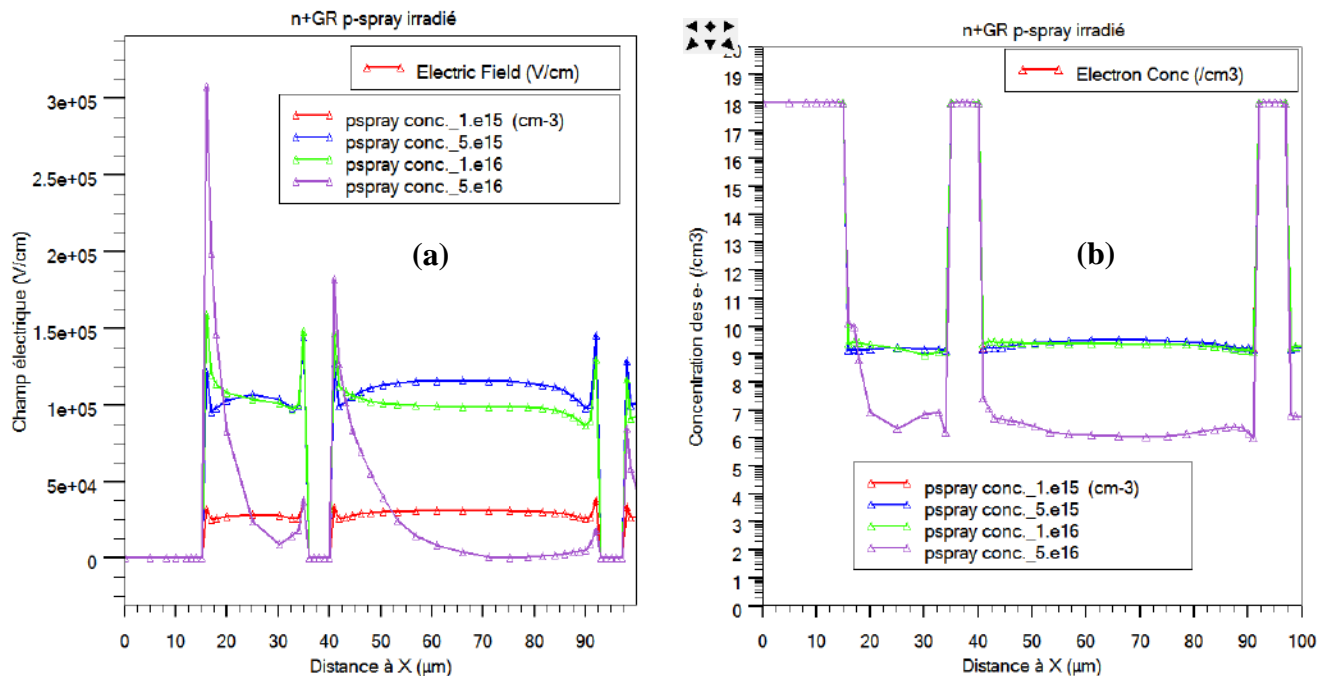 n+GR p-spray irradié
Electric Field (V/cm)
pspray conc._1.e15 (cm-3)
pspray conc._5.e15
pspray conc._1.e16
pspray conc._5.e16
(a)
Champ électrique (V/cm)
3e+05
2.5e+05
2e+05
1.5e+05
1e+05
5e+04
0
0 10 20 30 40 50 60 70 80 90
Distance à X (µm)
n+GR p-spray irradié
Electron Conc (/cm3)
(b)
Concentration des e- (/cm3)
20
19
18
17
16
15
14
13
12
11
10
9
8
7
6
5
4
3
2
1
0
pspray conc._1.e15 (cm-3)
pspray conc._5.e15
pspray conc._1.e16
pspray conc._5.e16
0 10 20 30 40 50 60 70 80 90 100
Distance à X (µm)